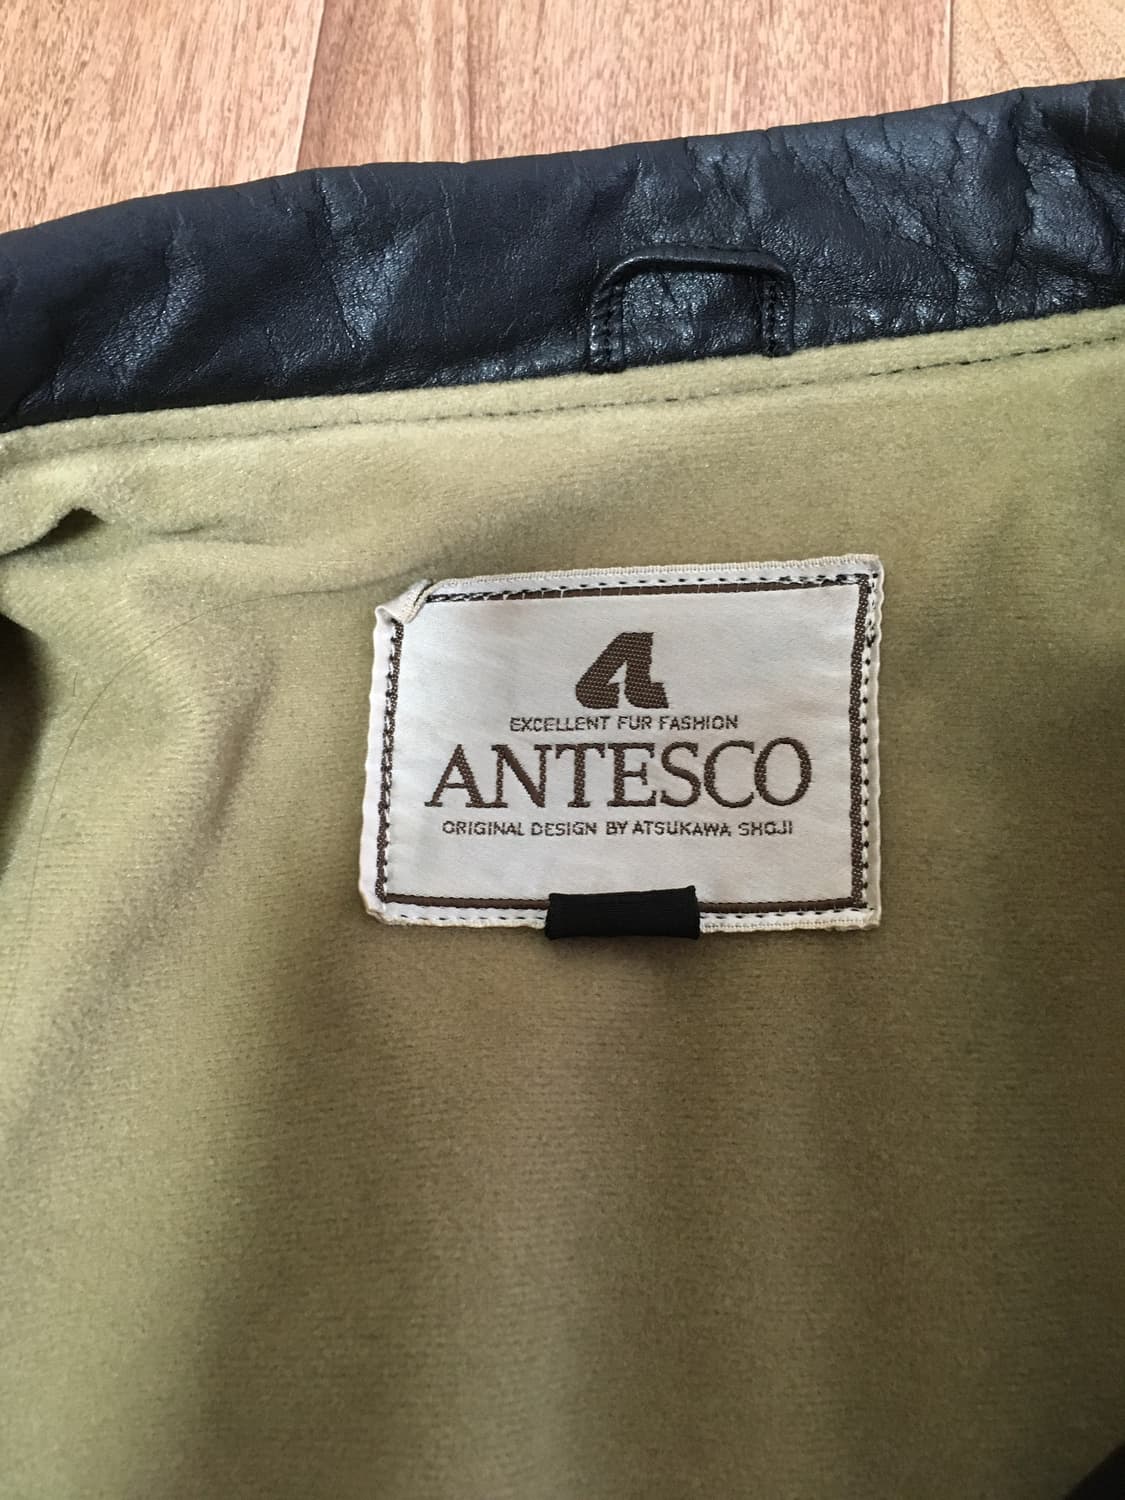 a
EXCELLENT FUR FASHION
ANTESCO
ORIGINAL DESIGN BY ATSUKAWA SHOJI